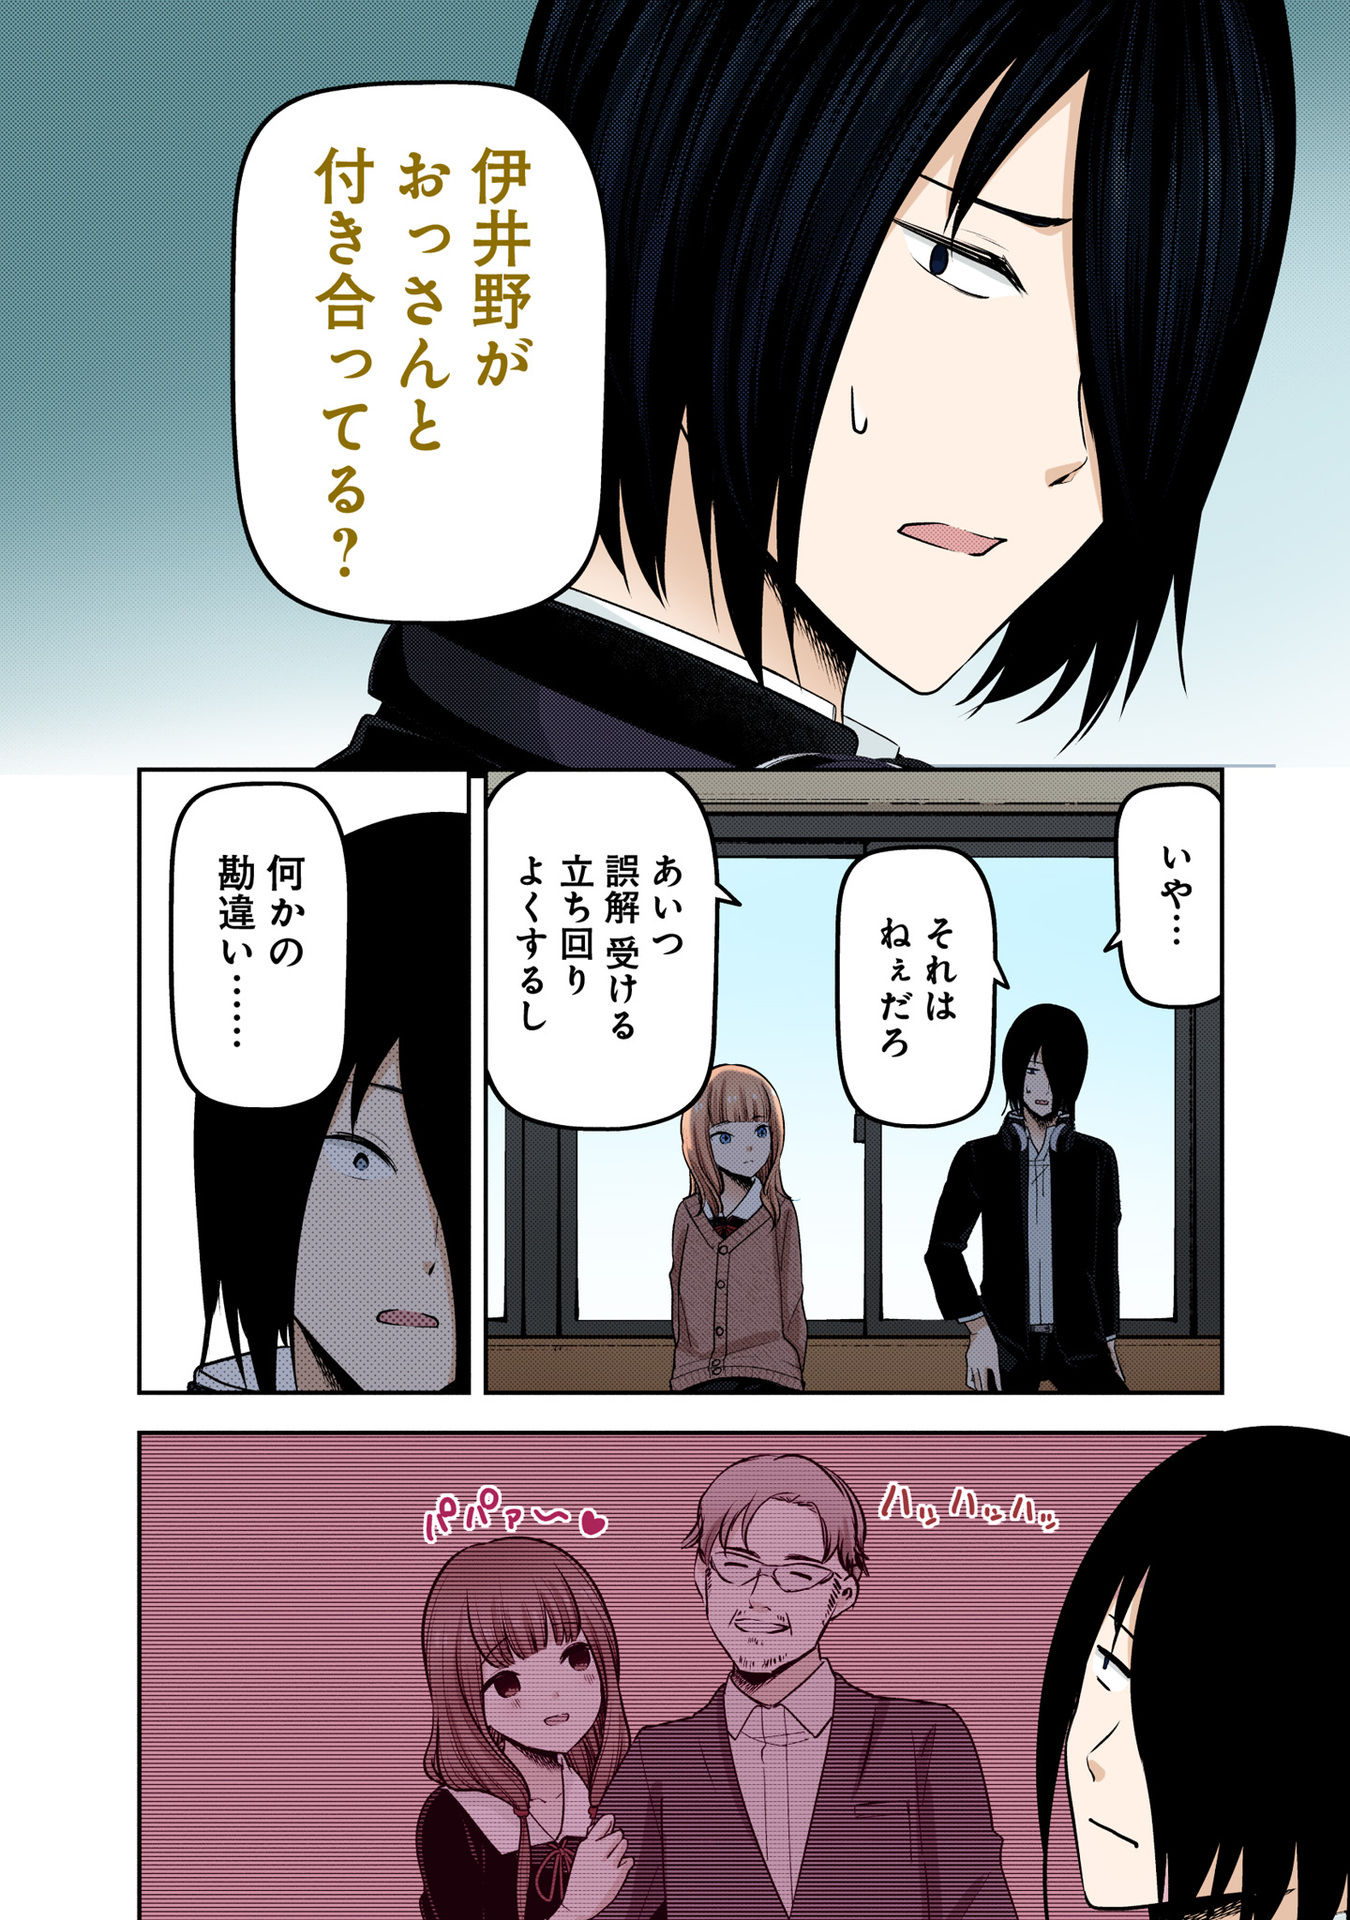 伊井野が
おっさんと
付き合ってる?
いや…
それは
ねぇだろ
あいつ
誤解受ける
立ち回り
よくするし
何かの
勘違い………
ハッハッハッ
パパァ〜♥